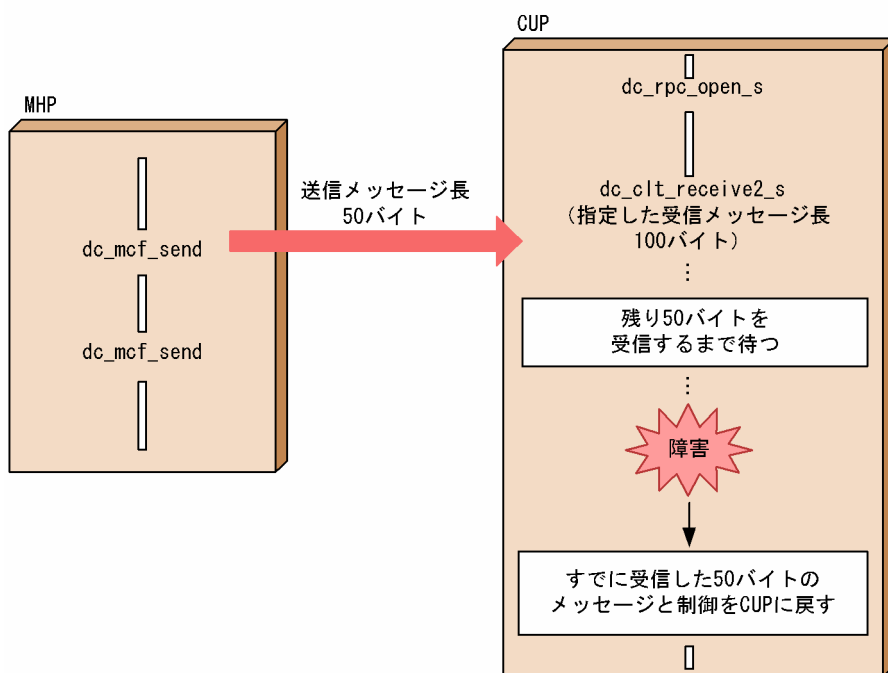 MHP
dc_mcf_send
dc_mcf_send
送信メッセージ長
50バイト
CUP
dc_rpc_open_s
dc_clt_receive2_s
（指定した受信メッセージ長
100バイト）
…
残り50バイトを
受信するまで待つ
…
障害
すでに受信した50バイトの
メッセージと制御をCUPに戻す